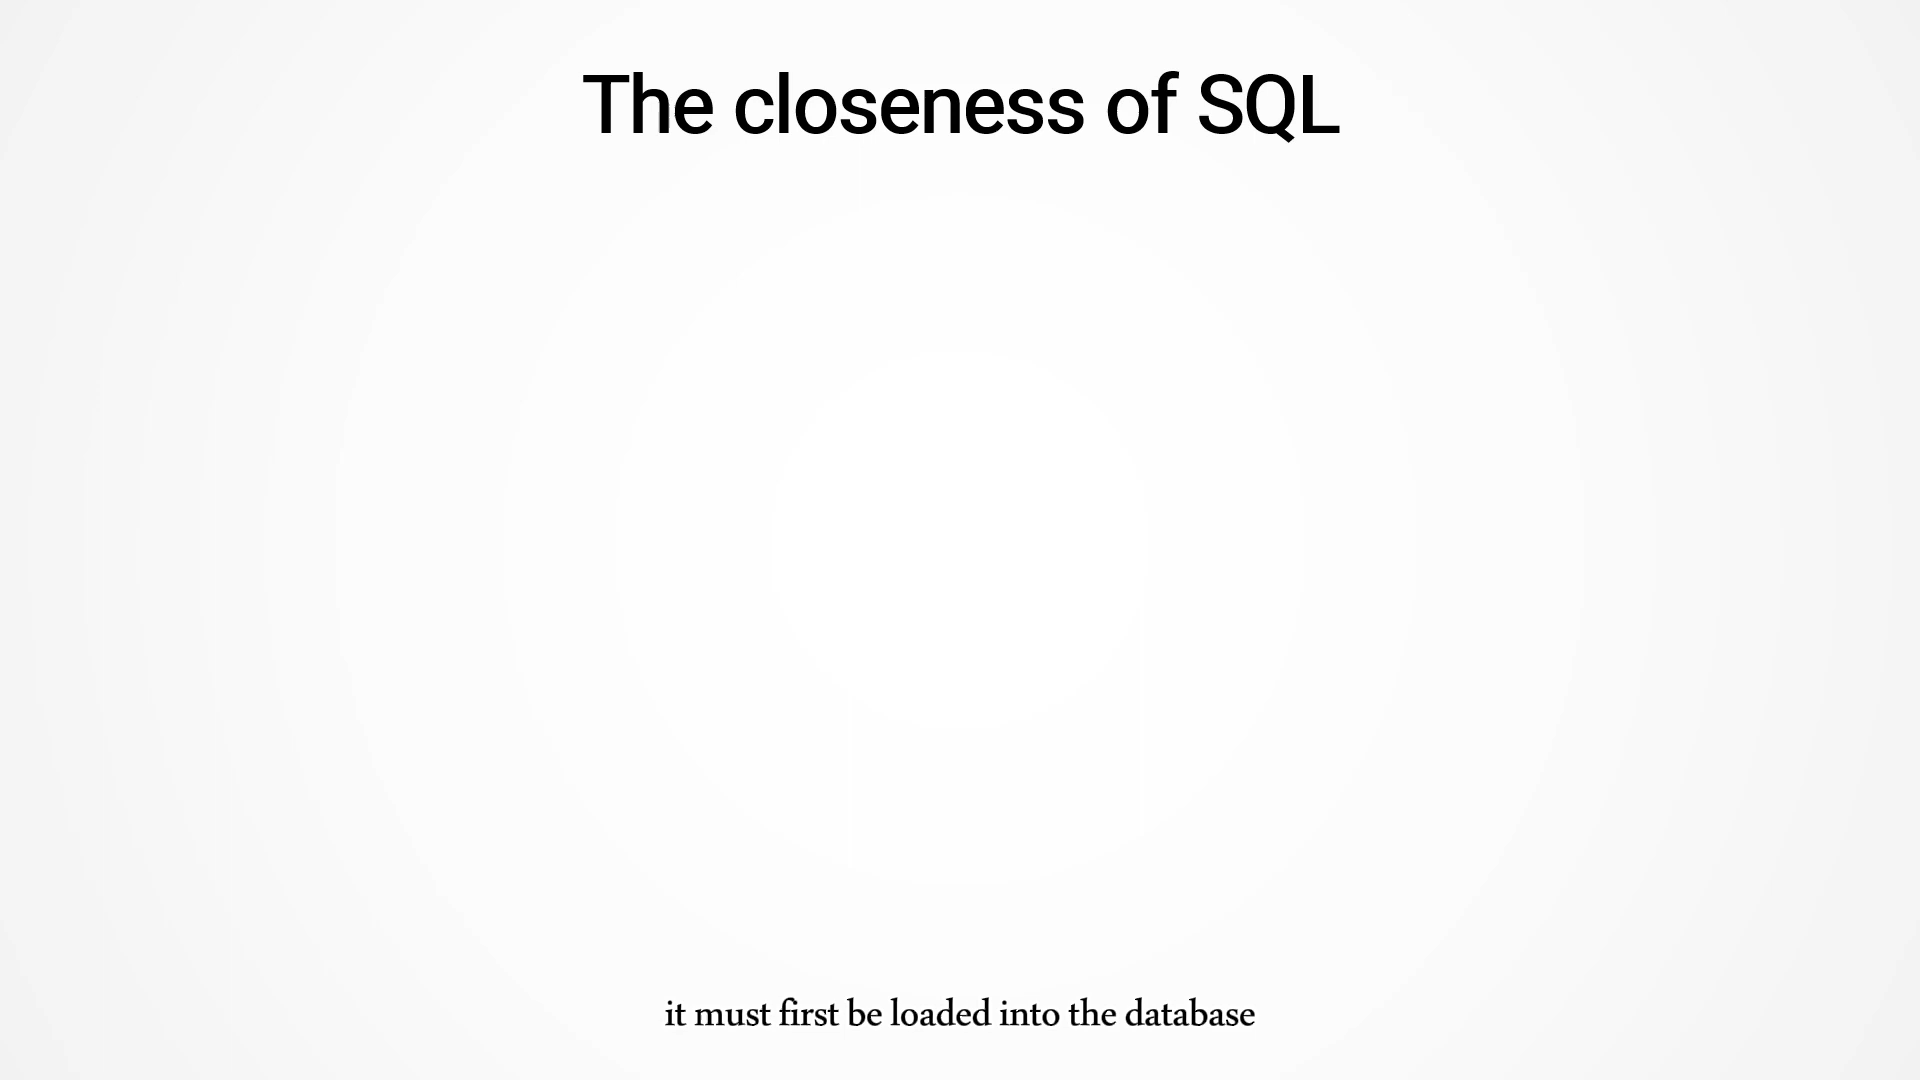 The closeness of SQL
it must first be loaded into the database